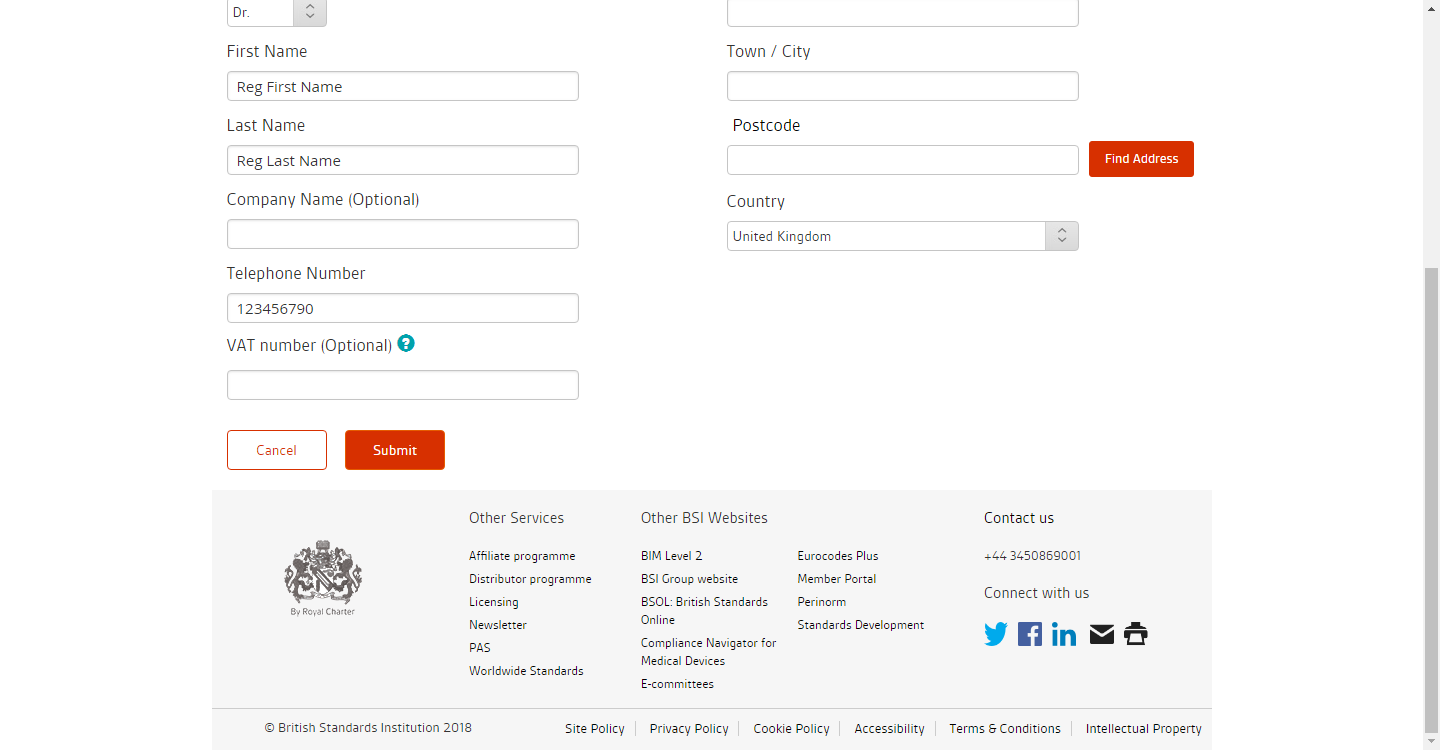 Dr.
First Name
Reg First Name
Last Name
Reg Last Name
Company Name (Optional)
Telephone Number
123456790
VAT number (Optional) ?
Cancel
Submit
Town / City
Postcode
Find Address
Country
United Kingdom
By Royal Charter
Other Services
Affiliate programme
Distributor programme
Licensing
Newsletter
PAS
Worldwide Standards
Other BSI Websites
BIM Level 2
BSI Group website
BSOL: British Standards
Online
Compliance Navigator for
Medical Devices
E-committees
Eurocodes Plus
Member Portal
Perinorm
Standards Development
Contact us
+44 3450869001
Connect with us
© British Standards Institution 2018
Site Policy
Privacy Policy
Cookie Policy
Accessibility
Terms & Conditions
Intellectual Property